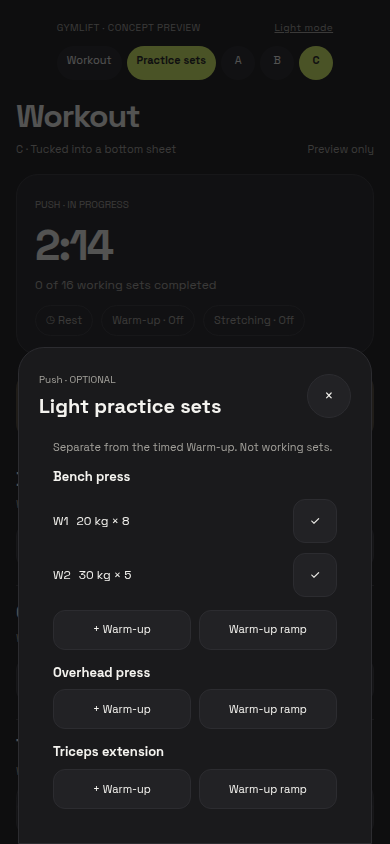 GYMLIFT · CONCEPT PREVIEW
Light mode
Workout
Practice sets
A
B
C
Workout
C · Tucked into a bottom sheet
Preview only
PUSH · IN PROGRESS
2:14
0 of 16 working sets completed
Rest
Warm-up · Off
Stretching · Off
Push · OPTIONAL
Light practice sets
×
Separate from the timed Warm-up. Not working sets.
Bench press
W1 20 kg × 8
✓
W2 30 kg × 5
✓
+ Warm-up
Warm-up ramp
Overhead press
+ Warm-up
Warm-up ramp
Triceps extension
+ Warm-up
Warm-up ramp